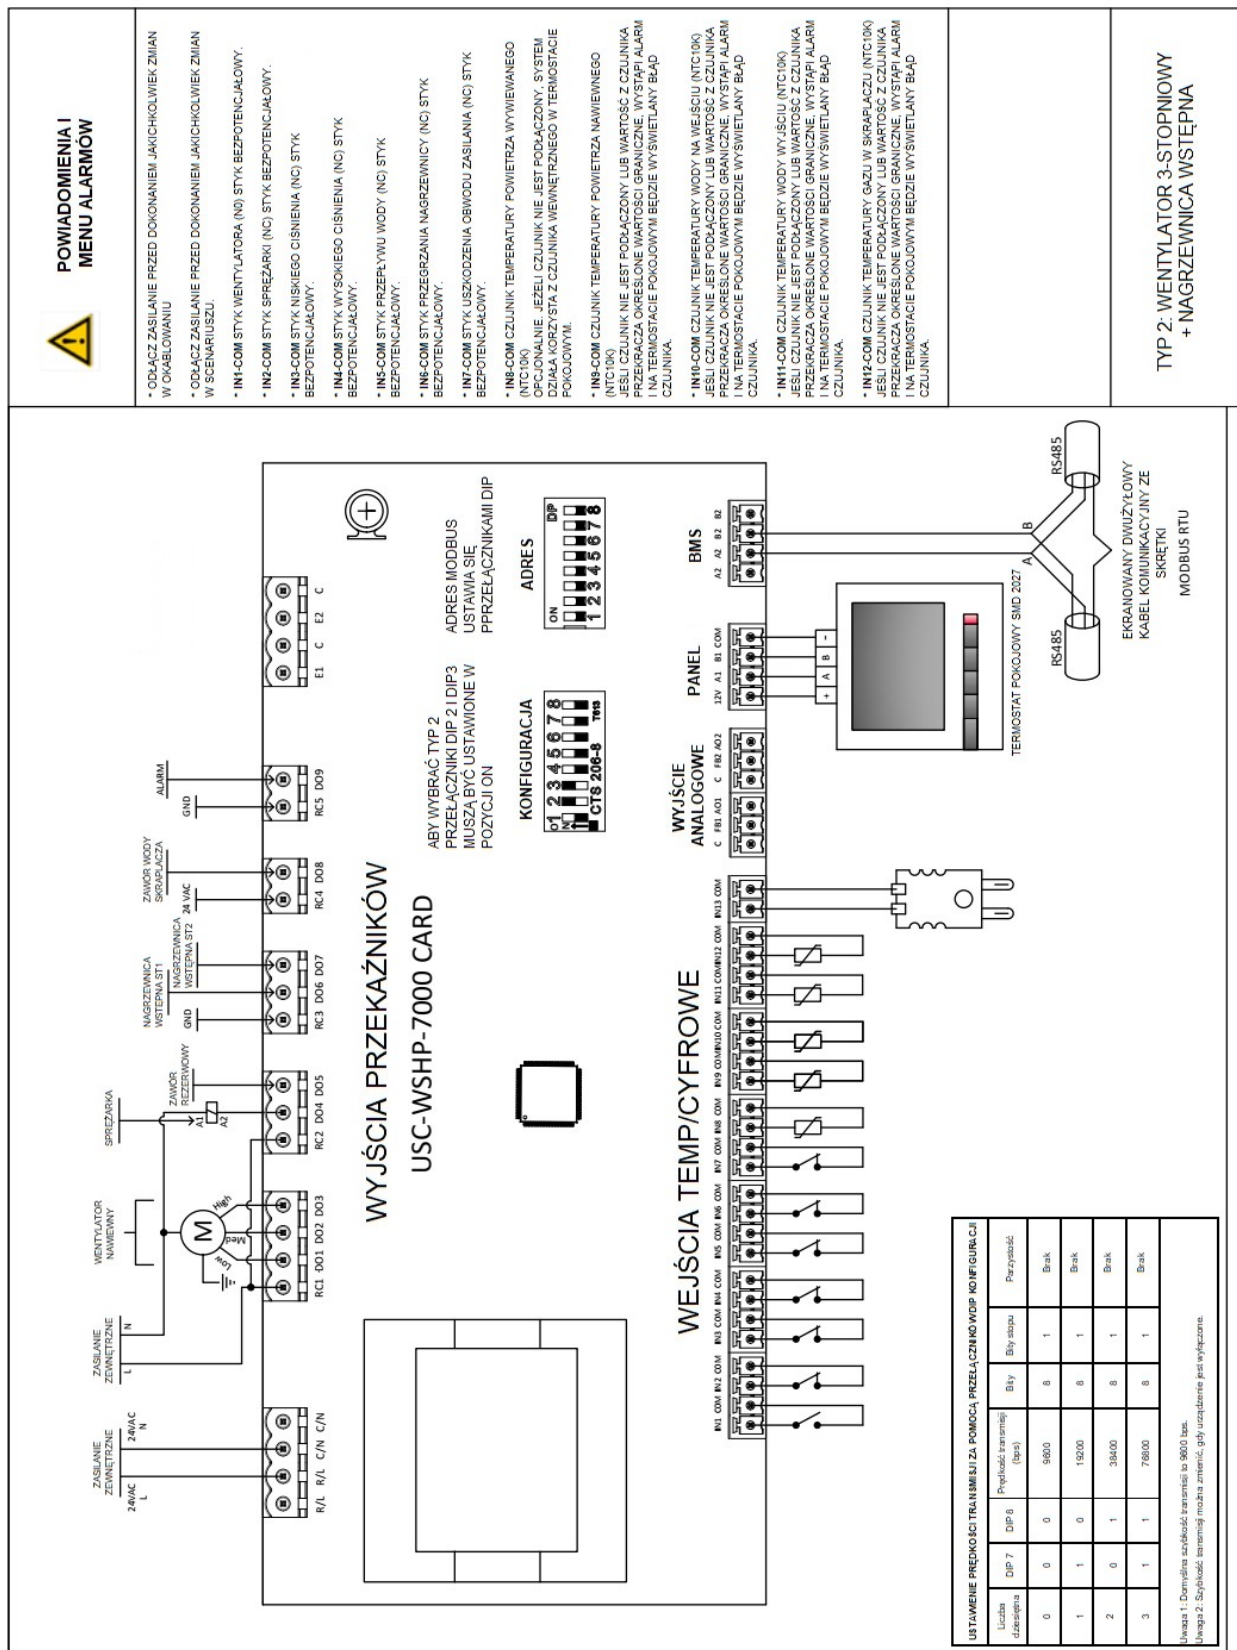 POWIADOMIENIA I
MENU ALARMÓW
* ODŁĄCZ ZASILANIE PRZED DOKONANIEM JAKICHKOLWIEK ZMIAN
W OKABLOWANIU
*ODŁĄCZ ZASILANIE PRZED DOKONANIEM JAKICHKOLWIEK ZMIAN
W SCENARIUSZU.
* IN1-COM STYK WENTYLATORA (N0) STYK BEZPOTENCJAŁOWY.
* IN2-COM STYK SPRĘŻARKI (NC) STYK BEZPOTENCJAŁOWY.
* IN3-COM STYK NISKIEGO CIŚNIENIA (NC) STYK
BEZPOTENCJAŁOWY.
* IN4-COM STYK WYSOKIEGO CIŚNIENIA (NC) STYK
BEZPOTENCJAŁOWY.
* IN5-COM STYK PRZEPŁYWU WODY (NC) STYK
BEZPOTENCJAŁOWY.
* IN6-COM STYK PRZEGRZANIA NAGRZEWNICY (NC) STYK
BEZPOTENCJAŁOWY.
* IN7-COM STYK USZKODZENIA OBWODU ZASILANIA (NC) STYK
BEZPOTENCJAŁOWY.
* IN8-COM CZUJNIK TEMPERATURY POWIETRZA WYWIEWANEGO
(NTC10K)
OPCJONALNIE. JEŻELI CZUJNIK NIE JEST PODŁĄCZONY, SYSTEM
DZIAŁA KORZYSTA Z CZUJNIKA WEWNĘTRZNEGO W TERMOSTACIE
POKOJOWYM.
* IN9-COM CZUJNIK TEMPERATURY POWIETRZA NAWIEWNEGO
(NTC10K)
JEŚLI CZUJNIK NIE JEST PODŁĄCZONY LUB WARTOŚĆ Z CZUJNIKA
PRZEKRACZA OKREŚLONE WARTOŚCI GRANICZNE, WYSTĄPI ALARM
I NA TERMOSTACIE POKOJOWYM BĘDZIE WYŚWIETLANY BŁĄD
CZUJNIKA.
* IN10-COM CZUJNIK TEMPERATURY WODY NA WEJŚCIU (NTC10K)
JEŚLI CZUJNIK NIE JEST PODŁĄCZONY LUB WARTOŚĆ Z CZUJNIKA
PRZEKRACZA OKREŚLONE WARTOŚCI GRANICZNE, WYSTĄPI ALARM
I NA TERMOSTACIE POKOJOWYM BĘDZIE WYŚWIETLANY BŁĄD
CZUJNIKA.
* IN11-COM CZUJNIK TEMPERATURY WODY WYJŚCIU (NTC10K)
JEŚLI CZUJNIK NIE JEST PODŁĄCZONY LUB WARTOŚĆ Z CZUJNIKA
PRZEKRACZA OKREŚLONE WARTOŚCI GRANICZNE, WYSTĄPI ALARM
I NA TERMOSTACIE POKOJOWYM BĘDZIE WYŚWIETLANY BŁĄD
CZUJNIKA.
* IN12-COM CZUJNIK TEMPERATURY GAZU W SKRAPLACZU (NTC10K)
JEŚLI CZUJNIK NIE JEST PODŁĄCZONY LUB WARTOŚĆ Z CZUJNIKA
PRZEKRACZA OKREŚLONE WARTOŚCI GRANICZNE, WYSTĄPI ALARM
I NA TERMOSTACIE POKOJOWYM BĘDZIE WYŚWIETLANY BŁĄD
CZUJNIKA.
TYP 2: WENTYLATOR 3-STOPNIOWY
+ NAGRZEWNICA WSTĘPNA
ZASILANIE
ZEWNĘTRZNE
24VAC
L
24VAC
N
ZASILANIE
ZEWNĘTRZNE
L
N
WENTYLATOR
NAWIEWNY
M
Low
Med
High
SPRĘŻARKA
A1
A2
ZAWÓR
REZERWOWY
GND
NAGRZEWNICA
WSTĘPNA ST1
NAGRZEWNICA
WSTĘPNA ST2
24 VAC
ZAWÓR WODY
SKRAPLACZA
GND
ALARM
R/L R/L C/N C/N
RC1 DO1 DO2 DO3
RC2 DO4 DO5
RC3 DO6 DO7
RC4 DO8
RC5 DO9
E1 C E2 C
WYJŚCIA PRZEKAŹNIKÓW
USC-WSHP-7000 CARD
ABY WYBRAĆ TYP 2
PRZEŁĄCZNIKI DIP 2 I DIP3
MUSZĄ BYĆ USTAWIONE W
POZYCJI ON
ADRES MODBUS
USTAWIA SIĘ
PPRZEŁĄCZNIKAMI DIP
KONFIGURACJA
O N
1 2 3 4 5 6 7 8
CTS 206-8
T613
ADRES
ON
DP
1 2 3 4 5 6 7 8
WEJŚCIA TEMP/CYFROWE
WYJŚCIE
ANALOGOWE
PANEL
BMS
IN1 COM IN2 COM
IN3 COM IN4 COM
IN5 COM IN6 COM
IN7 COM IN8 COM
IN9 COM IN10 COM
IN11 COM IN12 COM
IN13 COM
C FB1 AO1
C FB2 AO2
12V A1 B1 COM
A2 A2 B2 B2
+ A B -
TERMOSTAT POKOJOWY SMD 2027
A
B
RS485
RS485
EKRANOWANY DWUŻYŁOWY
KABEL KOMUNIKACYJNY ZE
SKRĘTKI
MODBUS RTU
USTAWIENIE PRĘDKOŚCI TRANSMISJI ZA POMOCĄ PRZEŁĄCZNIKÓW DIP KONFIGURACJI
Liczba dziesiętna DIP 7 DIP 8 Prędkość transmisji (bps) Bity Bity stopu Parzystość
0 0 0 9600 8 1 Brak
1 1 0 19200 8 1 Brak
2 0 1 38400 8 1 Brak
3 1 1 76800 8 1 Brak
Uwaga 1: Domyślna szybkość transmisji to 9600 bps.
Uwaga 2: Szybkość transmisji można zmienić, gdy urządzenie jest wyłączone.